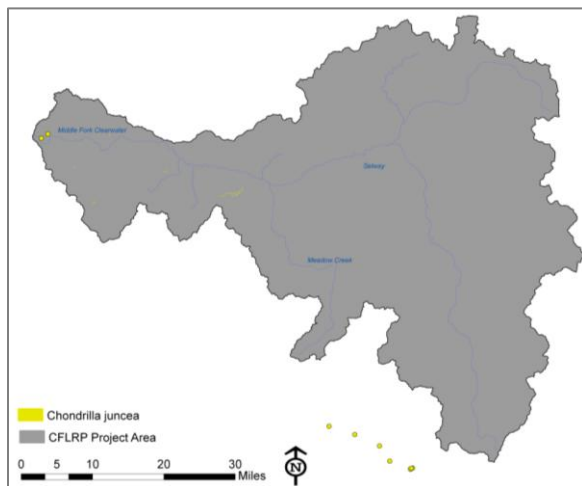 Middle Fork Clearwater
Selway
Meadow Creek
Chondrilla juncea
CFLRP Project Area
0 5 10 20 30
Miles
N